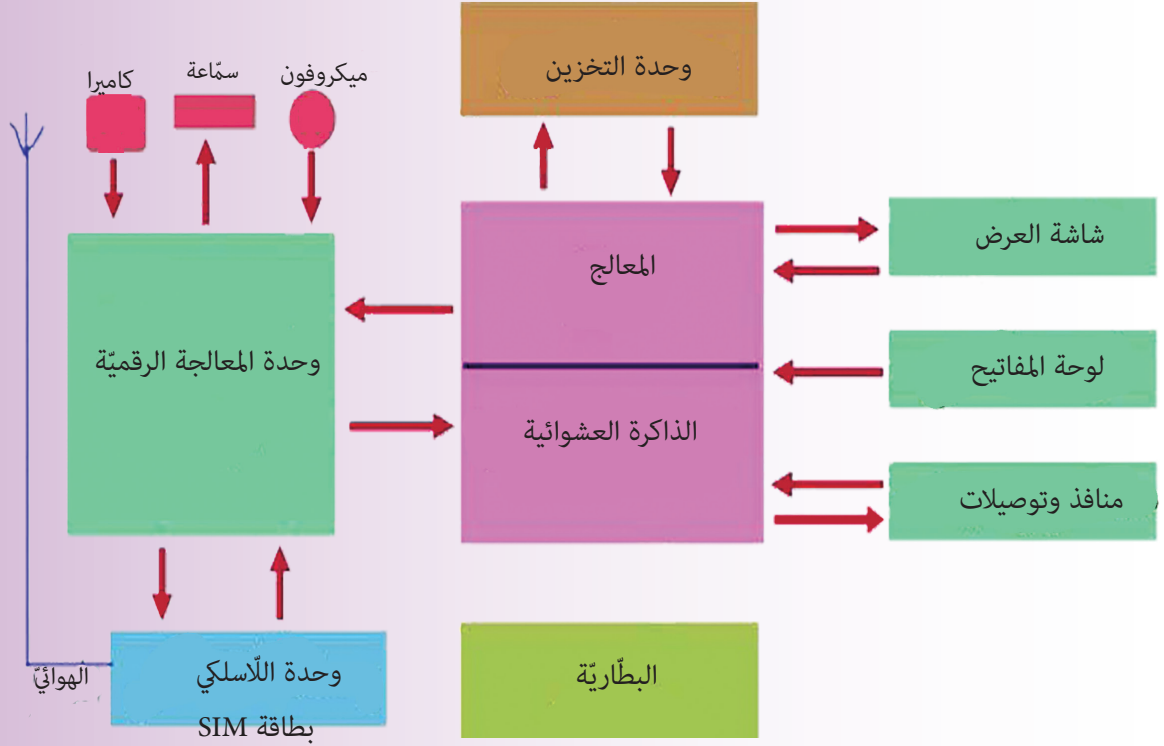 وحدة التخزين
ميكروفون
سمّاعة
كاميرا
شاشة العرض
المعالج
وحدة المعالجة الرقميّة
لوحة المفاتيح
الذاكرة العشوائية
منافذ وتوصيلات
البطّاريّة
وحدة اللّاسلكي
الهوائيّ
بطاقة SIM